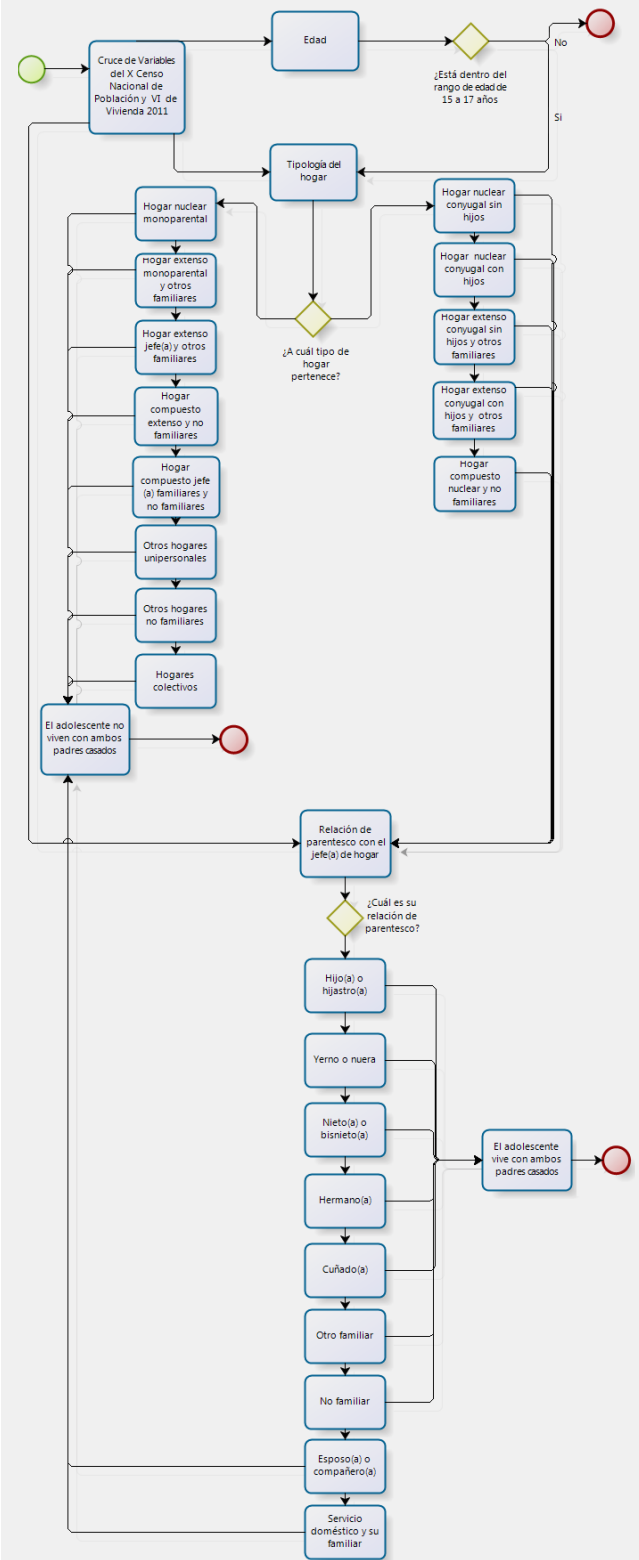 Cruce de Variables
del X Censo
Nacional de
Población y  VI  de
Vivienda 2011
Edad
¿Está dentro del
rango de edad de
15 a 17 años
No
Si
Tipología del
hogar
¿A cuál tipo de
hogar
pertenece?
Hogar nuclear
monoparental
Hogar extenso
monoparental
y otros
familiares
Hogar extenso
jefe(a) y otros
familiares
Hogar
compuesto
extenso y no
familiares
Hogar
compuesto jefe
(a) familiares y
no familiares
Otros hogares
unipersonales
Otros hogares
no familiares
Hogares
colectivos
Hogar nuclear
conyugal sin
hijos
Hogar  nuclear
conyugal con
hijos
Hogar extenso
conyugal sin
hijos y otros
familiares
Hogar extenso
conyugal con
hijos y  otros
familiares
Hogar
compuesto
nuclear y no
familiares
El adolescente no
viven con ambos
padres casados
Relación de
parentesco con el
jefe(a) de hogar
¿Cuál es su
relación de
parentesco?
Hijo(a) o
hijastro(a)
Yerno o nuera
Nieto(a) o
bisnieto(a)
Hermano(a)
Cuñado(a)
Otro familiar
No familiar
Esposo(a) o
compañero(a)
Servicio
doméstico y su
familiar
El adolescente
vive con ambos
padres casados